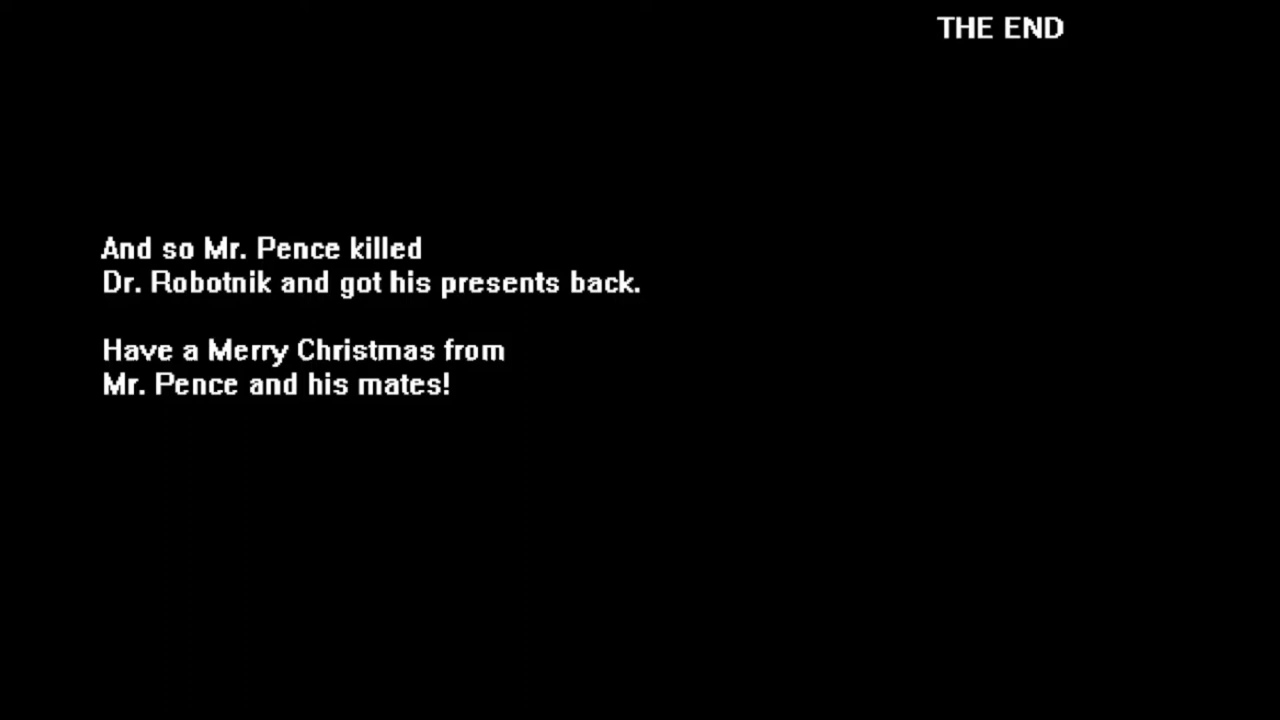 THE END
And so Mr. Pence killed
Dr. Robotnik and got his presents back.
Have a Merry Christmas from
Mr. Pence and his mates!